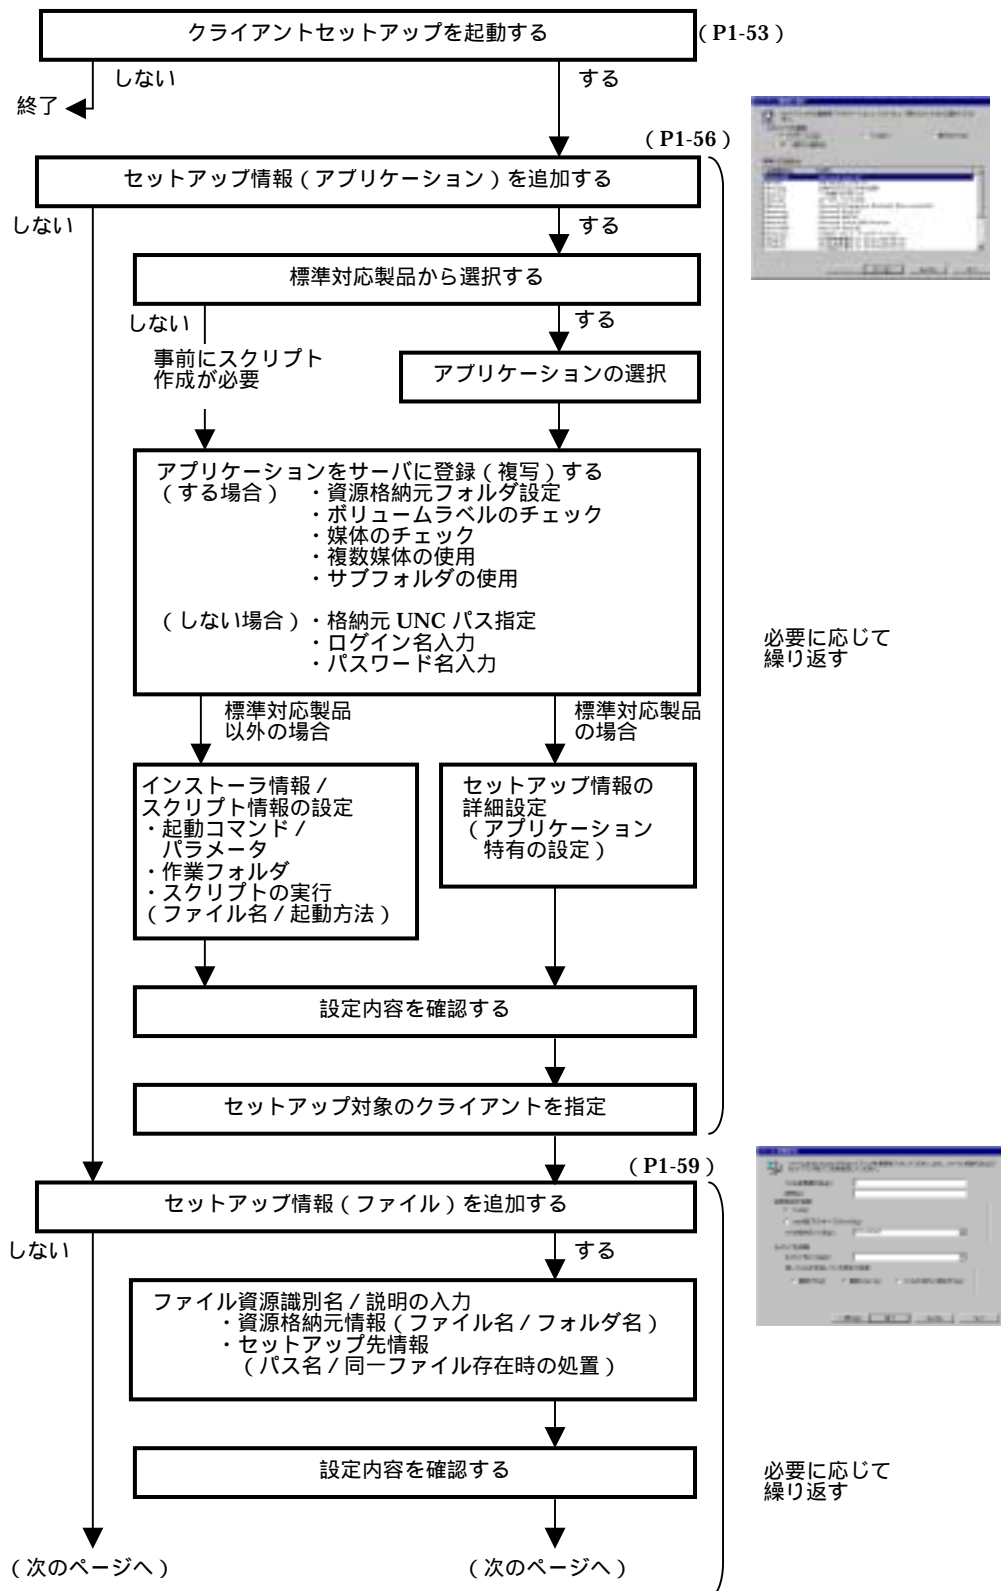 クライアントセットアップを起動する
（P1-53）
しない
する
終了
（P1-56）
セットアップ情報（アプリケーション）を追加する
しない
する
標準対応製品から選択する
しない
する
事前にスクリプト
作成が必要
アプリケーションの選択
アプリケーションをサーバに登録（複写）する
（する場合）　・資源格納元フォルダ設定
・ボリュームラベルのチェック
・媒体のチェック
・複数媒体の使用
・サブフォルダの使用
（しない場合）・格納元 UNC パス指定
・ログイン名入力
・パスワード名入力
必要に応じて
繰り返す
標準対応製品
以外の場合
標準対応製品
の場合
インストーラ情報 /
スクリプト情報の設定
・起動コマンド /
パラメータ
・作業フォルダ
・スクリプトの実行
（ファイル名 / 起動方法）
セットアップ情報の
詳細設定
（アプリケーション
特有の設定）
設定内容を確認する
セットアップ対象のクライアントを指定
（P1-59）
セットアップ情報（ファイル）を追加する
しない
する
ファイル資源識別名 / 説明の入力
・資源格納元情報（ファイル名 / フォルダ名）
・セットアップ先情報
（パス名 / 同一ファイル存在時の処置）
設定内容を確認する
必要に応じて
繰り返す
（次のページへ）
（次のページへ）